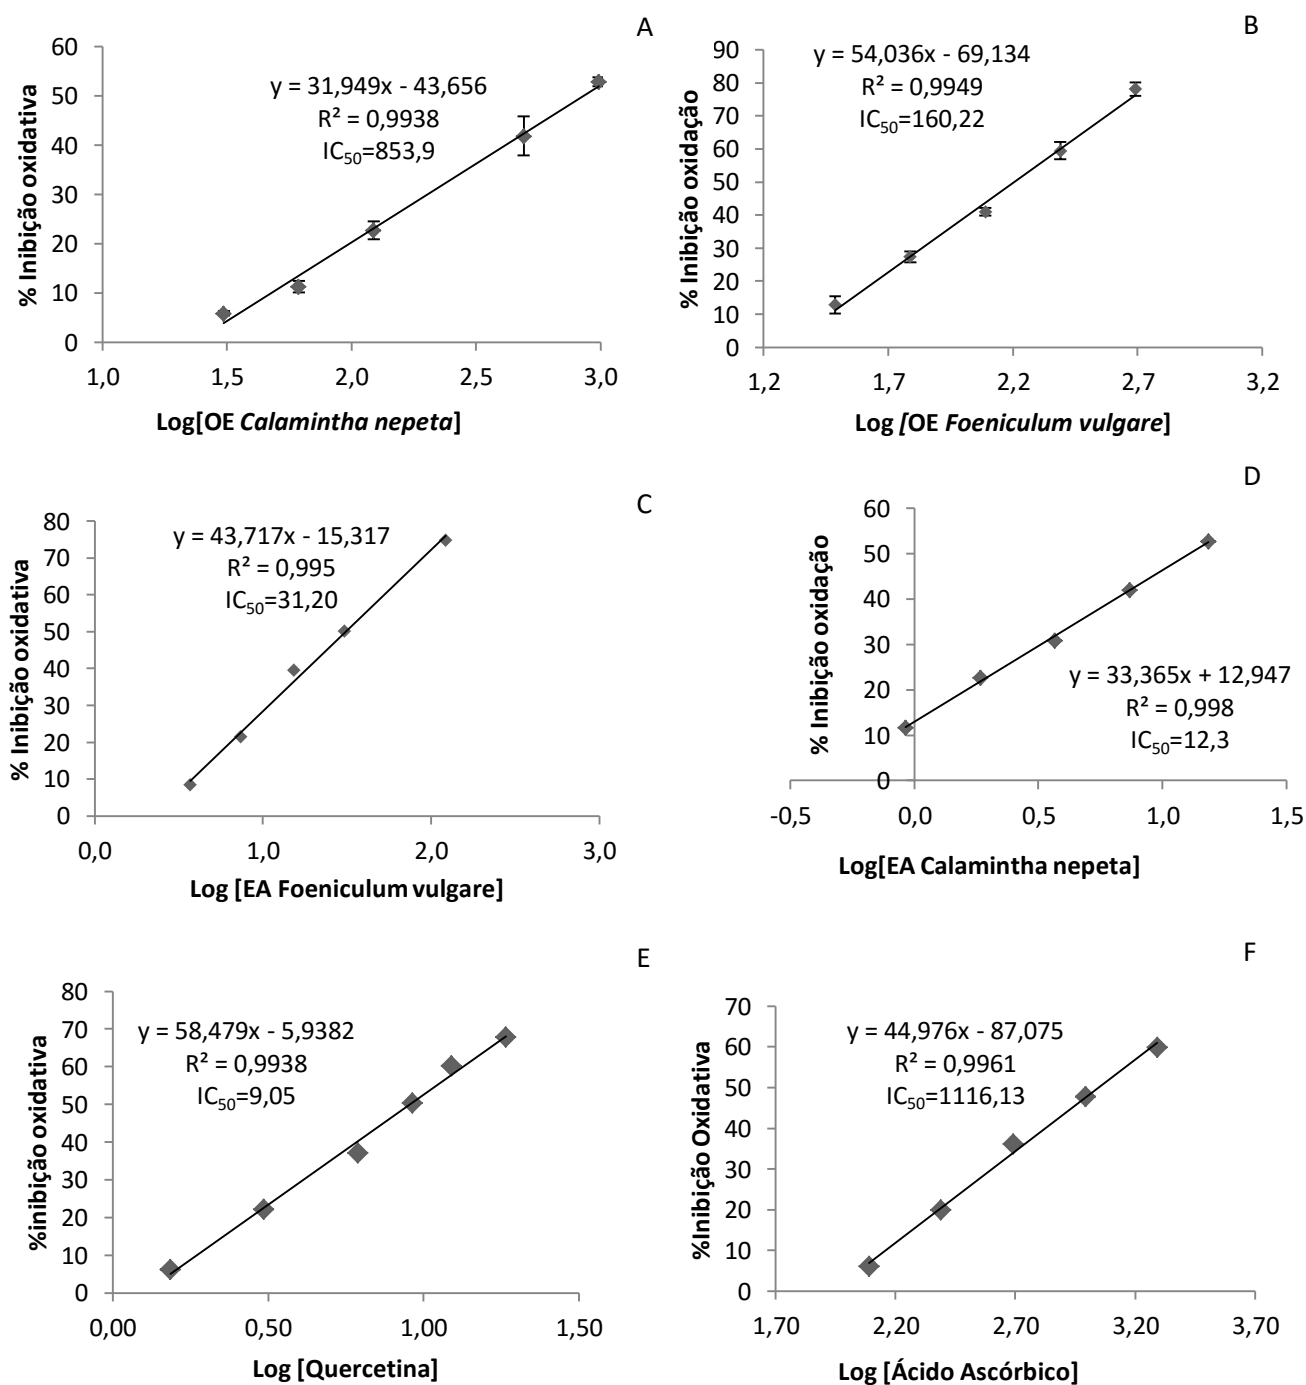 A
60
50
40
30
20
10
0
% Inibição oxidativa
y = 31,949x - 43,656
R² = 0,9938
IC₅₀=853,9
1,0 1,5 2,0 2,5 3,0
Log[OE Calamintha nepeta]
B
90
80
70
60
50
40
30
20
10
0
% Inibição oxidação
y = 54,036x - 69,134
R² = 0,9949
IC₅₀=160,22
1,2 1,7 2,2 2,7 3,2
Log [OE Foeniculum vulgare]
C
80
70
60
50
40
30
20
10
0
% Inibição oxidativa
y = 43,717x - 15,317
R² = 0,995
IC₅₀=31,20
0,0 1,0 2,0 3,0
Log [EA Foeniculum vulgare]
D
60
50
40
30
20
10
0
% Inibição oxidação
y = 33,365x + 12,947
R² = 0,998
IC₅₀=12,3
-0,5 0,0 0,5 1,0 1,5
Log[EA Calamintha nepeta]
E
80
70
60
50
40
30
20
10
0
%inibição oxidativa
y = 58,479x - 5,9382
R² = 0,9938
IC₅₀=9,05
0,00 0,50 1,00 1,50
Log [Quercetina]
F
70
60
50
40
30
20
10
0
%Inibição Oxidativa
y = 44,976x - 87,075
R² = 0,9961
IC₅₀=1116,13
1,70 2,20 2,70 3,20 3,70
Log [Ácido Ascórbico]